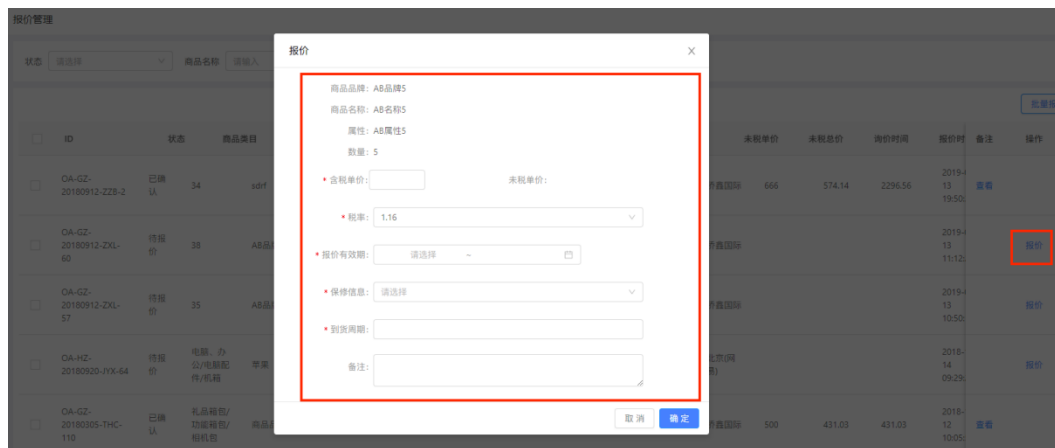 报价管理
状态 请选择 商品名称 请输入
报价
商品品牌: AB品牌5
商品名称: AB名称5
属性: AB属性5
数量: 5
* 含税单价: 未税单价:
* 税率: 1.16
* 报价有效期: 请选择 ~
* 保修信息: 请选择
* 到货周期:
备注:
取消 确定
批量报
ID 状态 商品类目 未税单价 未税总价 询价时间 报价时 备注 操作
OA-GZ-
20180912-ZZB-2
已确
认
34 sdrf 鑫国际 666 574.14 2296.56
2019-
13
19:50:
查看
OA-GZ-
20180912-ZXL-
60
待报
价
38 AB品 鑫国际
2019-
13
11:12:
报价
OA-GZ-
20180912-ZXL-
57
待报
价
35 AB品 鑫国际
2019-
13
10:50:
报价
OA-HZ-
20180920-JYX-64
待报
价
电脑、办
公/电脑配
件/机箱
苹果 北京(网
2018-
14
09:29:
报价
OA-GZ-
20180305-THC-
110
已确
认
礼品箱包/
功能箱包/
相机包
商品 鑫国际 500 431.03 431.03
2018-
12
10:05:
查看